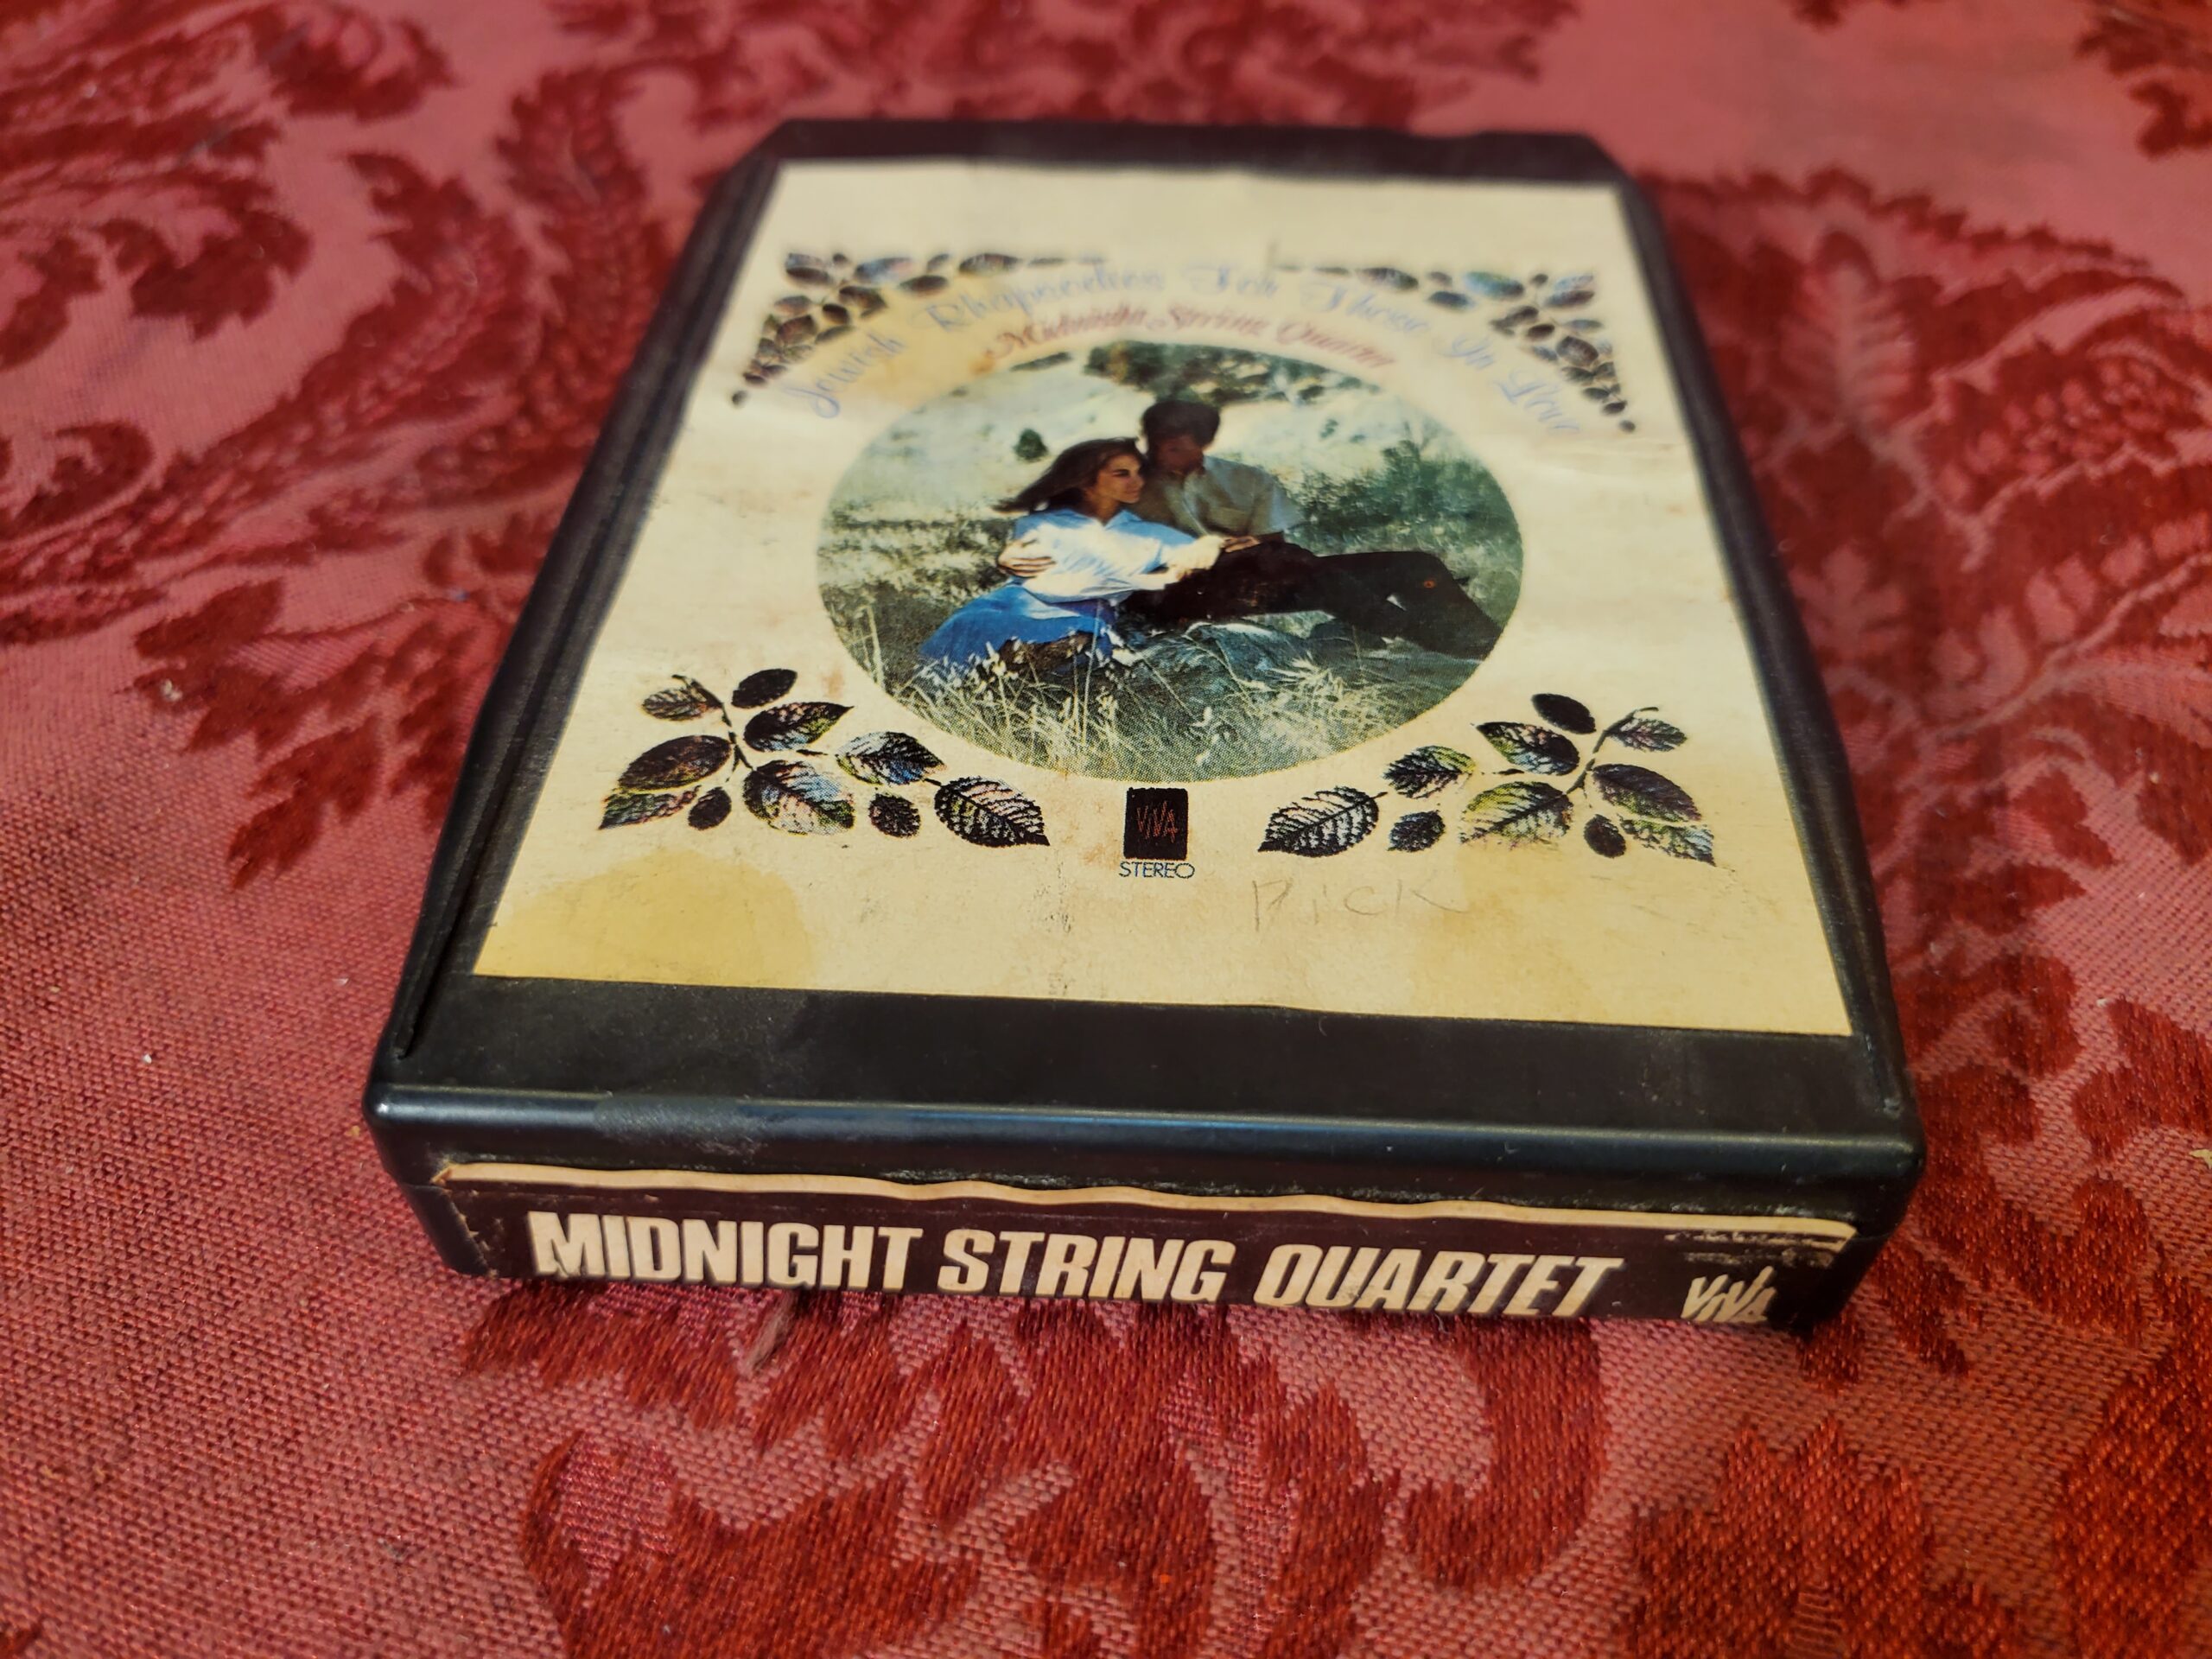 Jewish Rhapsodies For Those In Love
Midnight String Quartet
VIVA
STEREO
RICK
MIDNIGHT STRING QUARTET VIVA